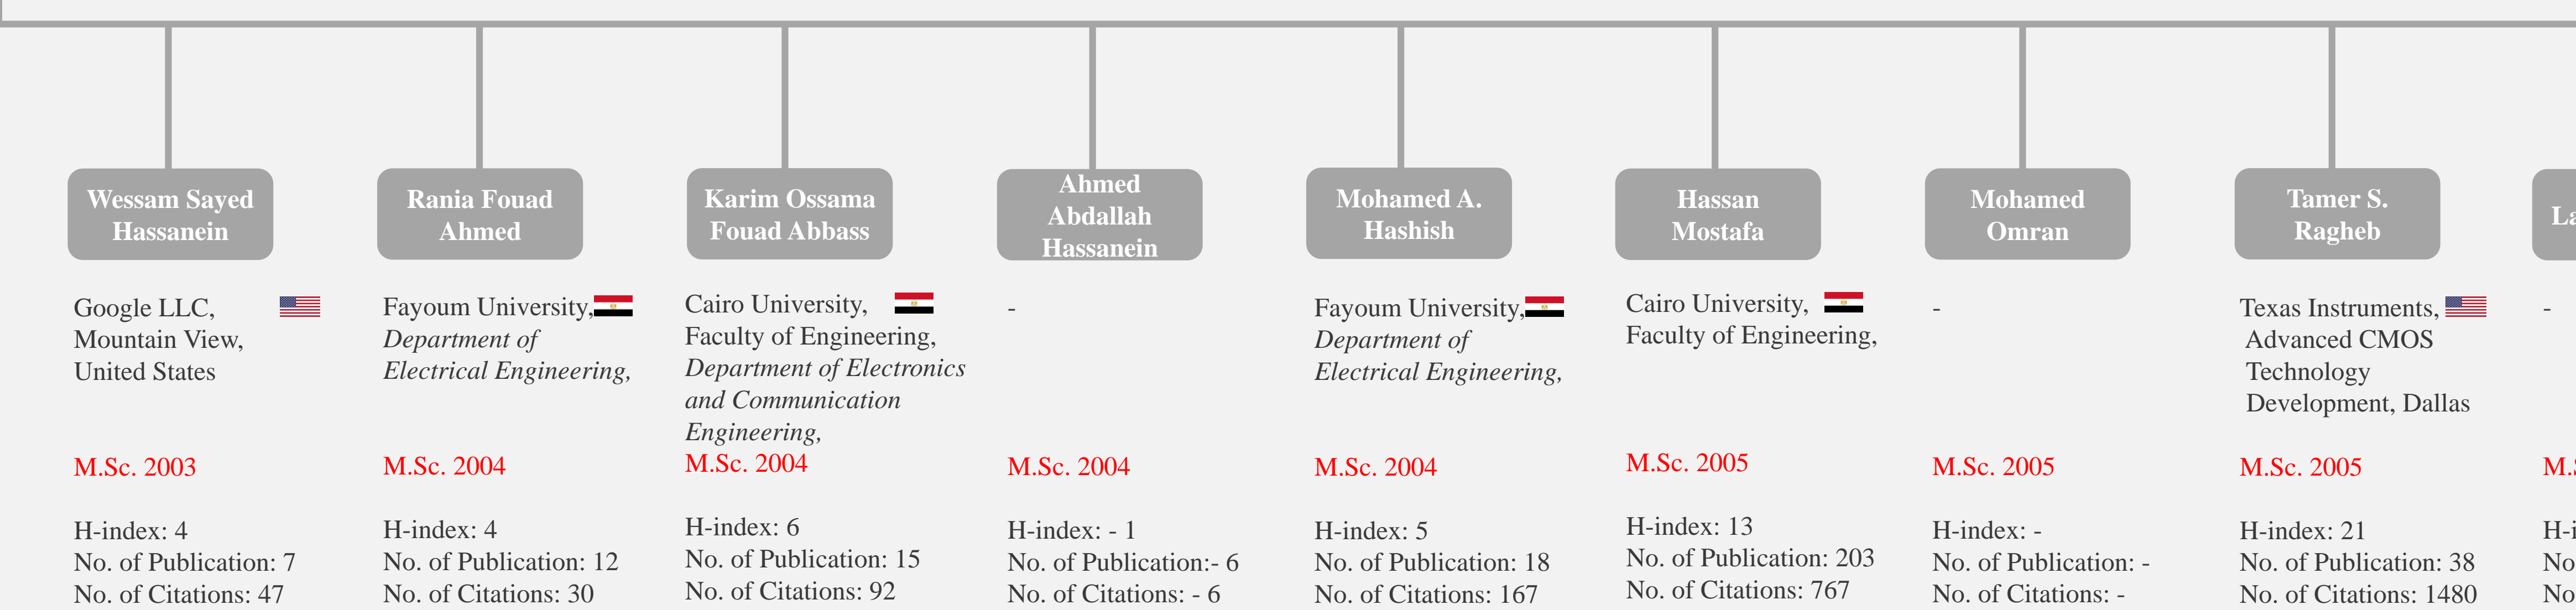 Wessam Sayed
Hassanein
Google LLC,
Mountain View,
United States
M.Sc. 2003
H-index: 4
No. of Publication: 7
No. of Citations: 47
Rania Fouad
Ahmed
Fayoum University,
Department of
Electrical Engineering,
M.Sc. 2004
H-index: 4
No. of Publication: 12
No. of Citations: 30
Karim Ossama
Fouad Abbass
Cairo University,
Faculty of Engineering,
Department of Electronics
and Communication
Engineering,
M.Sc. 2004
H-index: 6
No. of Publication: 15
No. of Citations: 92
Ahmed
Abdallah
Hassanein
-
M.Sc. 2004
H-index: - 1
No. of Publication:- 6
No. of Citations: - 6
Mohamed A.
Hashish
Fayoum University,
Department of
Electrical Engineering,
M.Sc. 2004
H-index: 5
No. of Publication: 18
No. of Citations: 167
Hassan
Mostafa
Cairo University,
Faculty of Engineering,
M.Sc. 2005
H-index: 13
No. of Publication: 203
No. of Citations: 767
Mohamed
Omran
-
M.Sc. 2005
H-index: -
No. of Publication: -
No. of Citations: -
Tamer S.
Ragheb
Texas Instruments,
Advanced CMOS
Technology
Development, Dallas
M.Sc. 2005
H-index: 21
No. of Publication: 38
No. of Citations: 1480
-